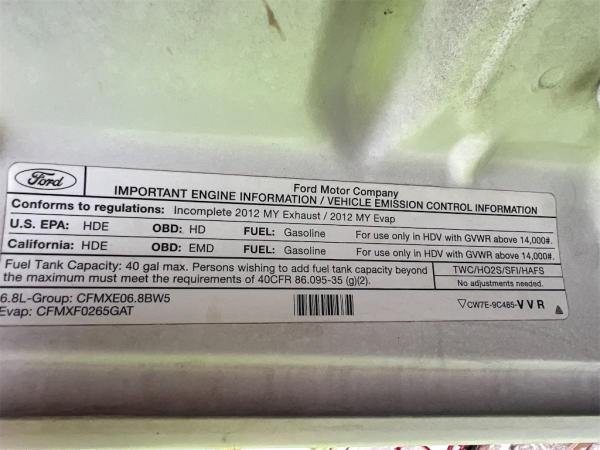 Ford
Ford Motor Company
IMPORTANT ENGINE INFORMATION / VEHICLE EMISSION CONTROL INFORMATION
Conforms to regulations: Incomplete 2012 MY Exhaust / 2012 MY Evap
U.S. EPA: HDE OBD: HD FUEL: Gasoline For use only in HDV with GVWR above 14,000#.
California: HDE OBD: EMD FUEL: Gasoline For use only in HDV with GVWR above 14,000#.
Fuel Tank Capacity: 40 gal max. Persons wishing to add fuel tank capacity beyond
the maximum must meet the requirements of 40CFR 86.095-35 (g)(2).
TWC/HO2S/SFI/HAFS
No adjustments needed.
6.8L-Group: CFMXE06.8BW5
Evap: CFMXF0265GAT
▽CW7E-9C485-VVR